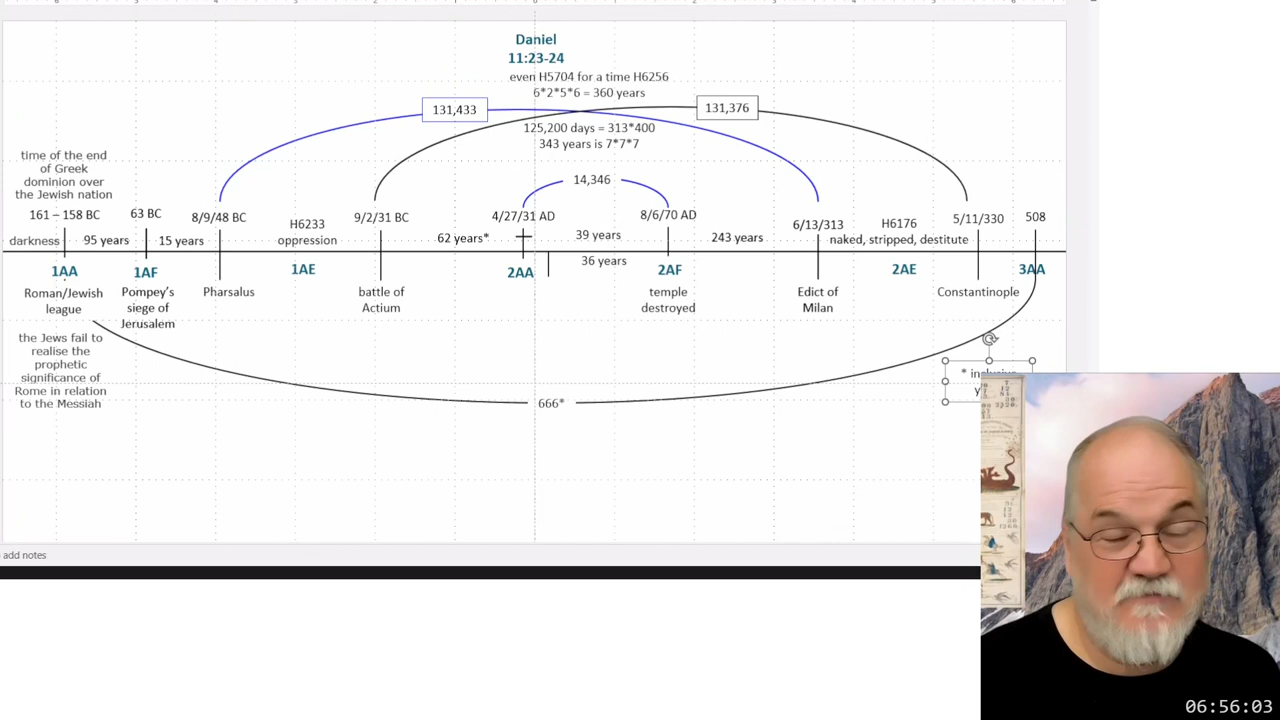 Daniel
11:23-24
even H5704 for a time H6256
6*2*5*6 = 360 years
131,433
131,376
125,200 days = 313*400
343 years is 7*7*7
14,346
time of the end
of Greek
dominion over
the Jewish nation
161 – 158 BC
63 BC
8/9/48 BC
9/2/31 BC
4/27/31 AD
8/6/70 AD
6/13/313
5/11/330
508
darkness
95 years
15 years
H6233
oppression
62 years*
39 years
243 years
H6176
naked, stripped, destitute
36 years
1AA
1AF
1AE
2AA
2AF
2AE
3AA
Roman/Jewish
league
Pompey's
siege of
Jerusalem
Pharsalus
battle of
Actium
temple
destroyed
Edict of
Milan
Constantinople
the Jews fail to
realise the
prophetic
significance of
Rome in relation
to the Messiah
666*
add notes
06:56:03